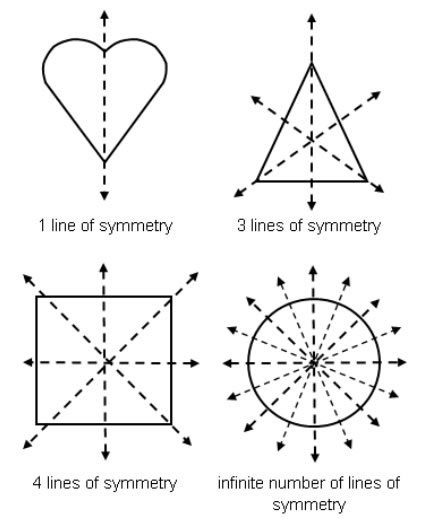 1 line of symmetry
3 lines of symmetry
4 lines of symmetry
infinite number of lines of
symmetry